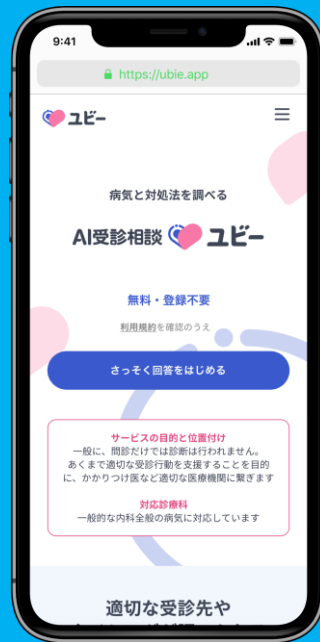 9:41
https://ubie.app
ユビー
病気と対処法を調べる
AI受診相談 ユビー
無料・登録不要
利用規約を確認のうえ
さっそく回答をはじめる
サービスの目的と位置付け
一般に、問診だけでは診断は行われません。
あくまで適切な受診行動を支援することを目的
に、かかりつけ医など適切な医療機関に繋ぎます
対応診療科
一般的な内科全般の病気に対応しています
適切な受診先や